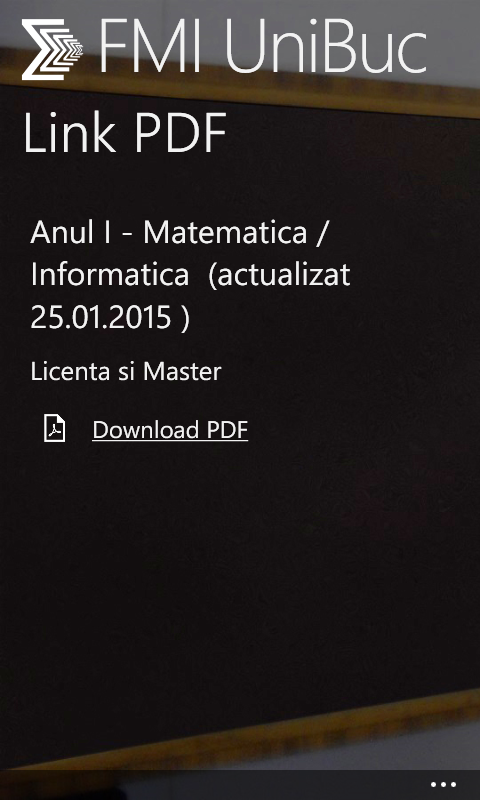 FMI UniBuc
Link PDF
Anul I - Matematica /
Informatica  (actualizat
25.01.2015 )
Licenta si Master
Download PDF